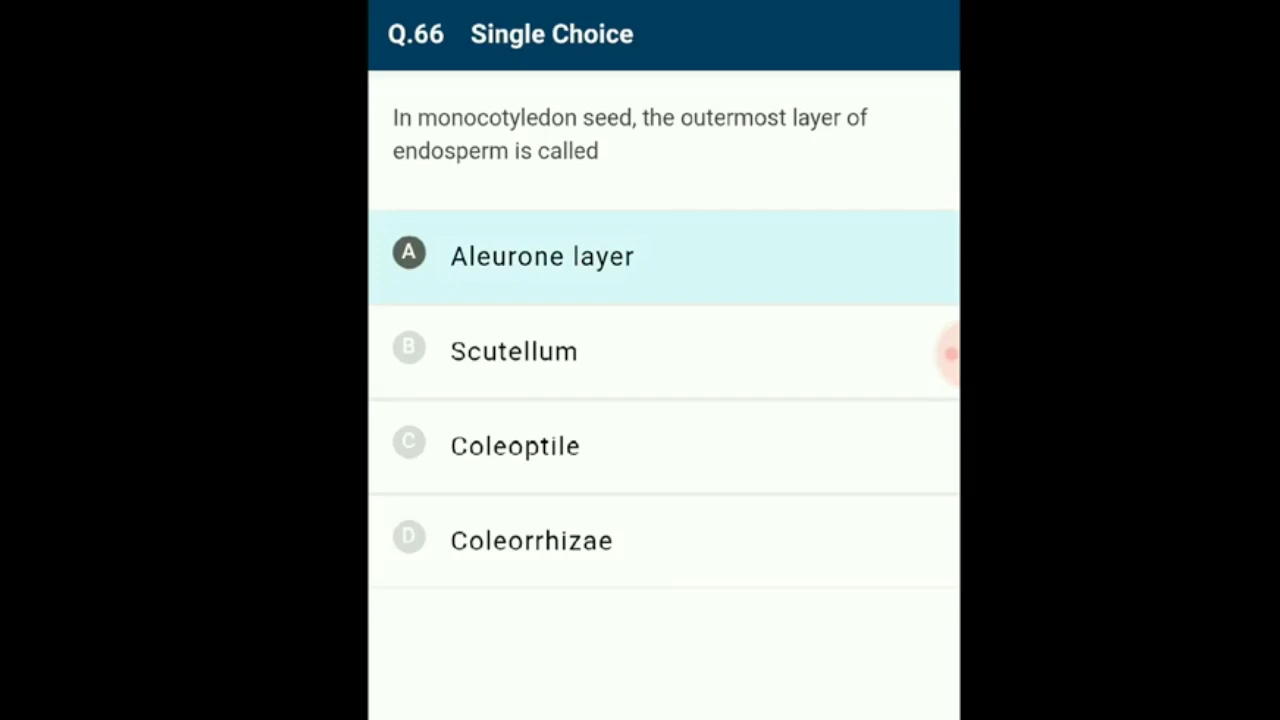 Q.66 Single Choice
In monocotyledon seed, the outermost layer of
endosperm is called
A Aleurone layer
B Scutellum
C Coleoptile
D Coleorrhizae